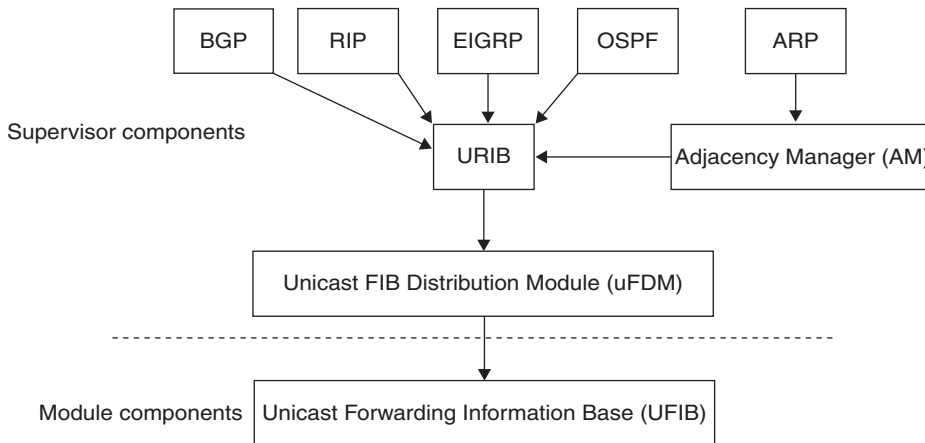 BGP
RIP
EIGRP
OSPF
ARP
Supervisor components
URIB
Adjacency Manager (AM)
Unicast FIB Distribution Module (uFDM)
Module components
Unicast Forwarding Information Base (UFIB)